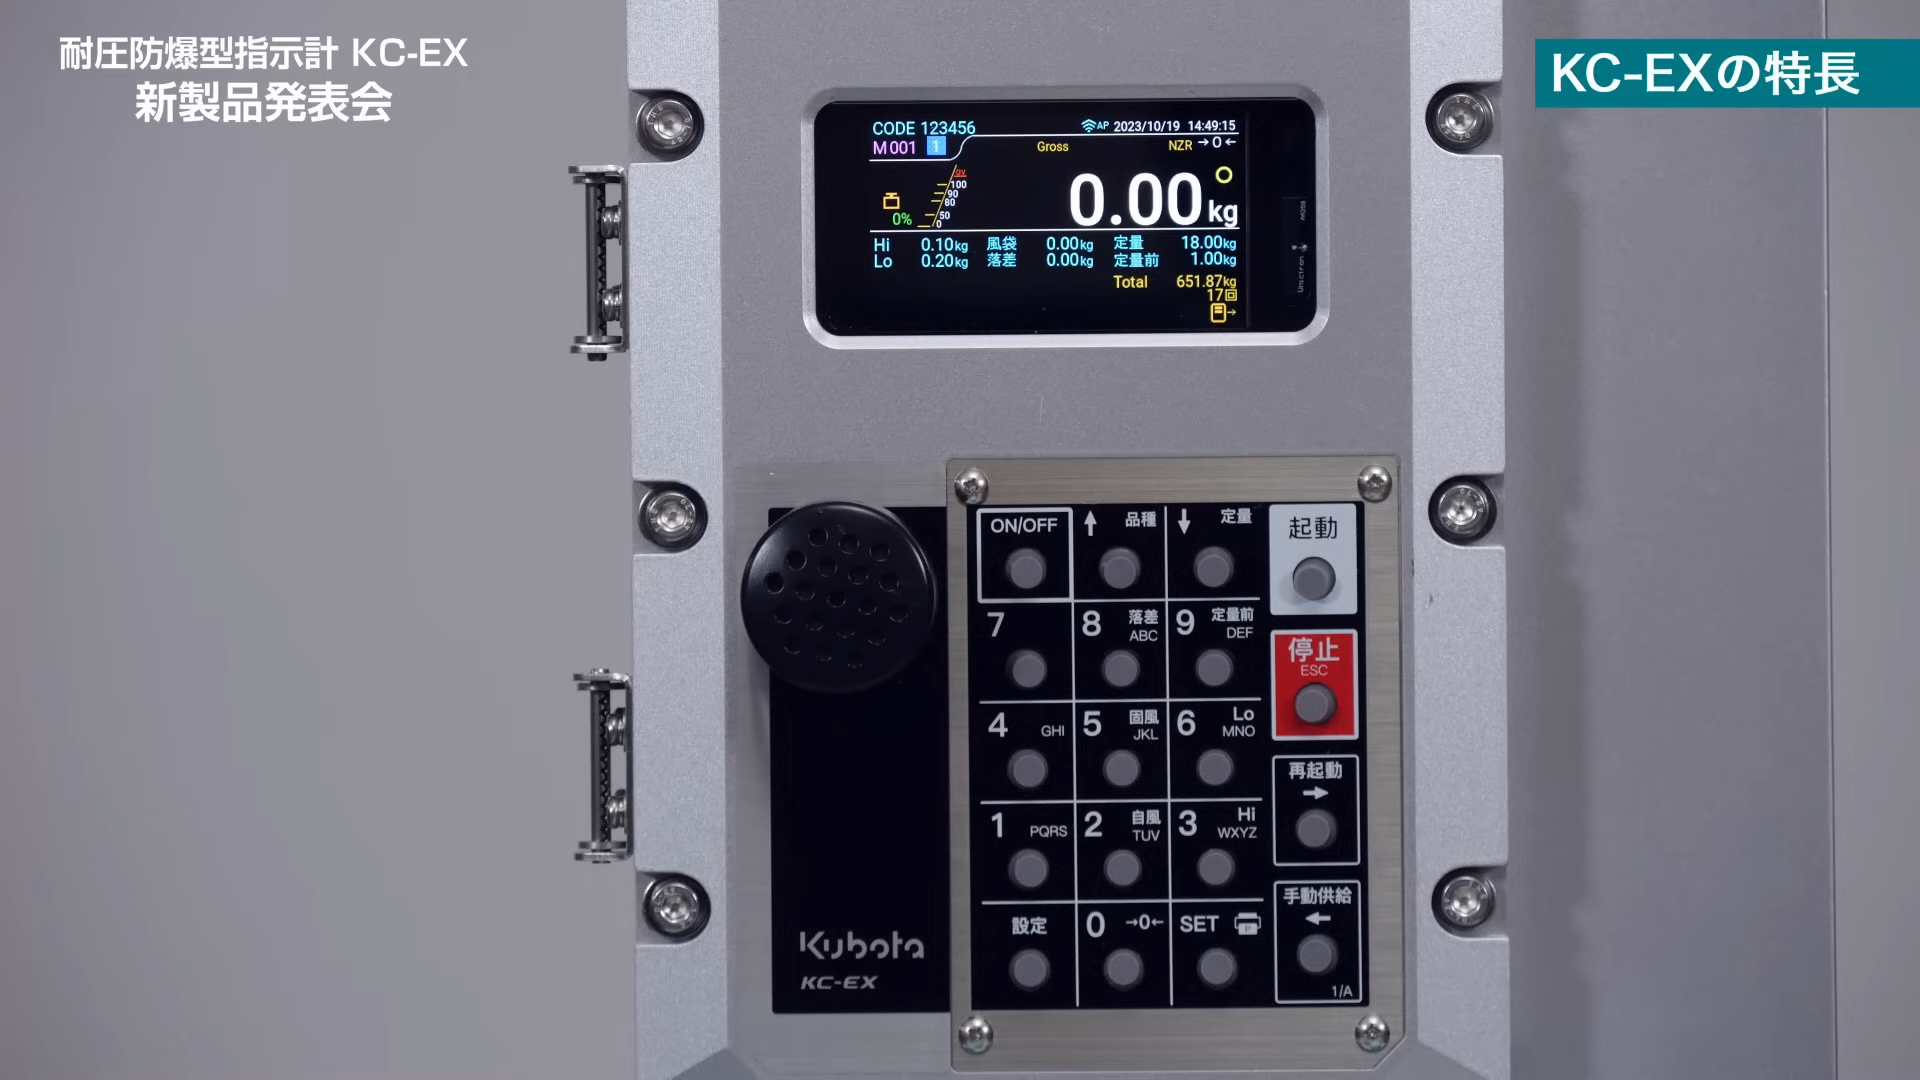 耐圧防爆型指示計 KC-EX
新製品発表会
KC-EXの特長
CODE 123456
AP 2023/10/19 14:49:15
M 001 1
Gross
NZR →0←
OV
100
90
80
50
0
0%
0.00 kg
Hi 0.10kg 風袋 0.00kg 定量 18.00kg
Lo 0.20kg 落差 0.00kg 定量前 1.00kg
Total 651.87kg
17回
ON/OFF
↑ 品種
↓ 定量
起動
7
8 落差 ABC
9 定量前 DEF
停止
ESC
4 GHI
5 固風 JKL
6 Lo MNO
再起動
→
1 PQRS
2 自風 TUV
3 Hi WXYZ
手動供給
←
1/A
設定
0 →0←
SET P
Kubota
KC-EX